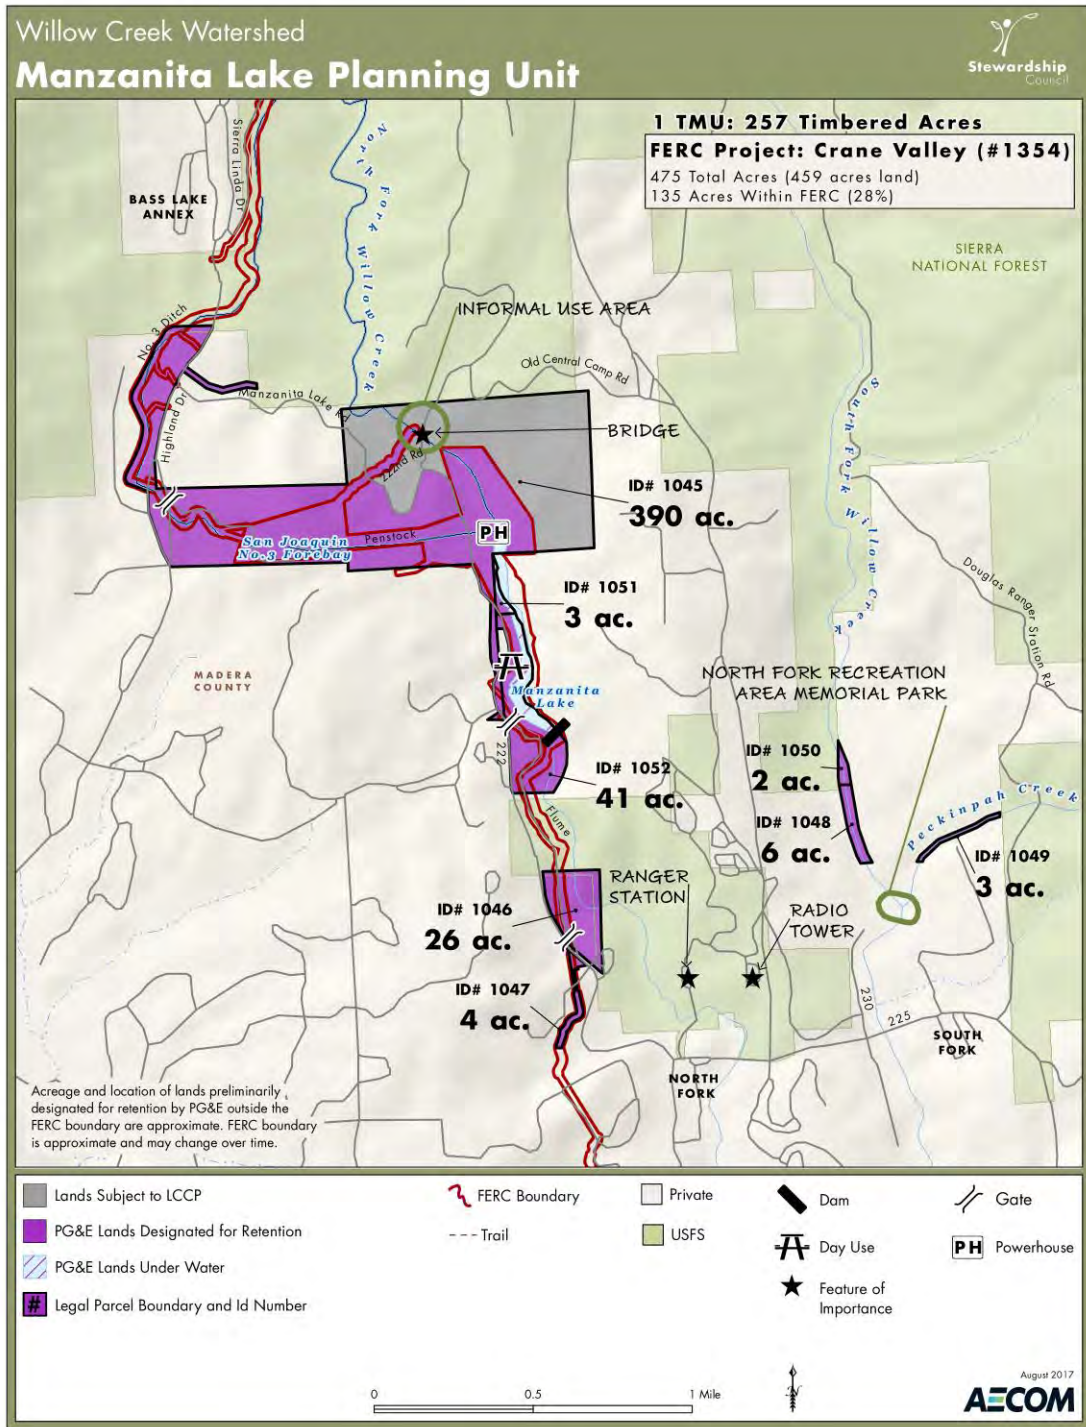 Willow Creek Watershed
Manzanita Lake Planning Unit
Stewardship
Council
1 TMU: 257 Timbered Acres
FERC Project: Crane Valley (#1354)
475 Total Acres (459 acres land)
135 Acres Within FERC (28%)
Sierra Linda Dr
BASS LAKE
ANNEX
North Fork Willow Creek
SIERRA
NATIONAL FOREST
INFORMAL USE AREA
No. 3 Ditch
Old Central Camp Rd
Manzanita Lake Rd
Highland Dr
South Fork Willow Creek
BRIDGE
222nd Rd
ID# 1045
390 ac.
San Joaquin
No.3 Forebay
Penstock
PH
Douglas Ranger Station Rd
ID# 1051
3 ac.
MADERA
COUNTY
NORTH FORK RECREATION
AREA MEMORIAL PARK
Manzanita
Lake
222
ID# 1050
2 ac.
ID# 1052
41 ac.
Peckinpah Creek
Flume
ID# 1048
6 ac.
ID# 1049
3 ac.
RANGER
STATION
ID# 1046
26 ac.
RADIO
TOWER
ID# 1047
4 ac.
230
225
SOUTH
FORK
NORTH
FORK
Acreage and location of lands preliminarily
designated for retention by PG&E outside the
FERC boundary are approximate. FERC boundary
is approximate and may change over time.
Lands Subject to LCCP
PG&E Lands Designated for Retention
PG&E Lands Under Water
# Legal Parcel Boundary and Id Number
FERC Boundary
Trail
Private
USFS
Dam
Day Use
Feature of
Importance
Gate
PH Powerhouse
0 0.5 1 Mile
N
August 2017
AECOM